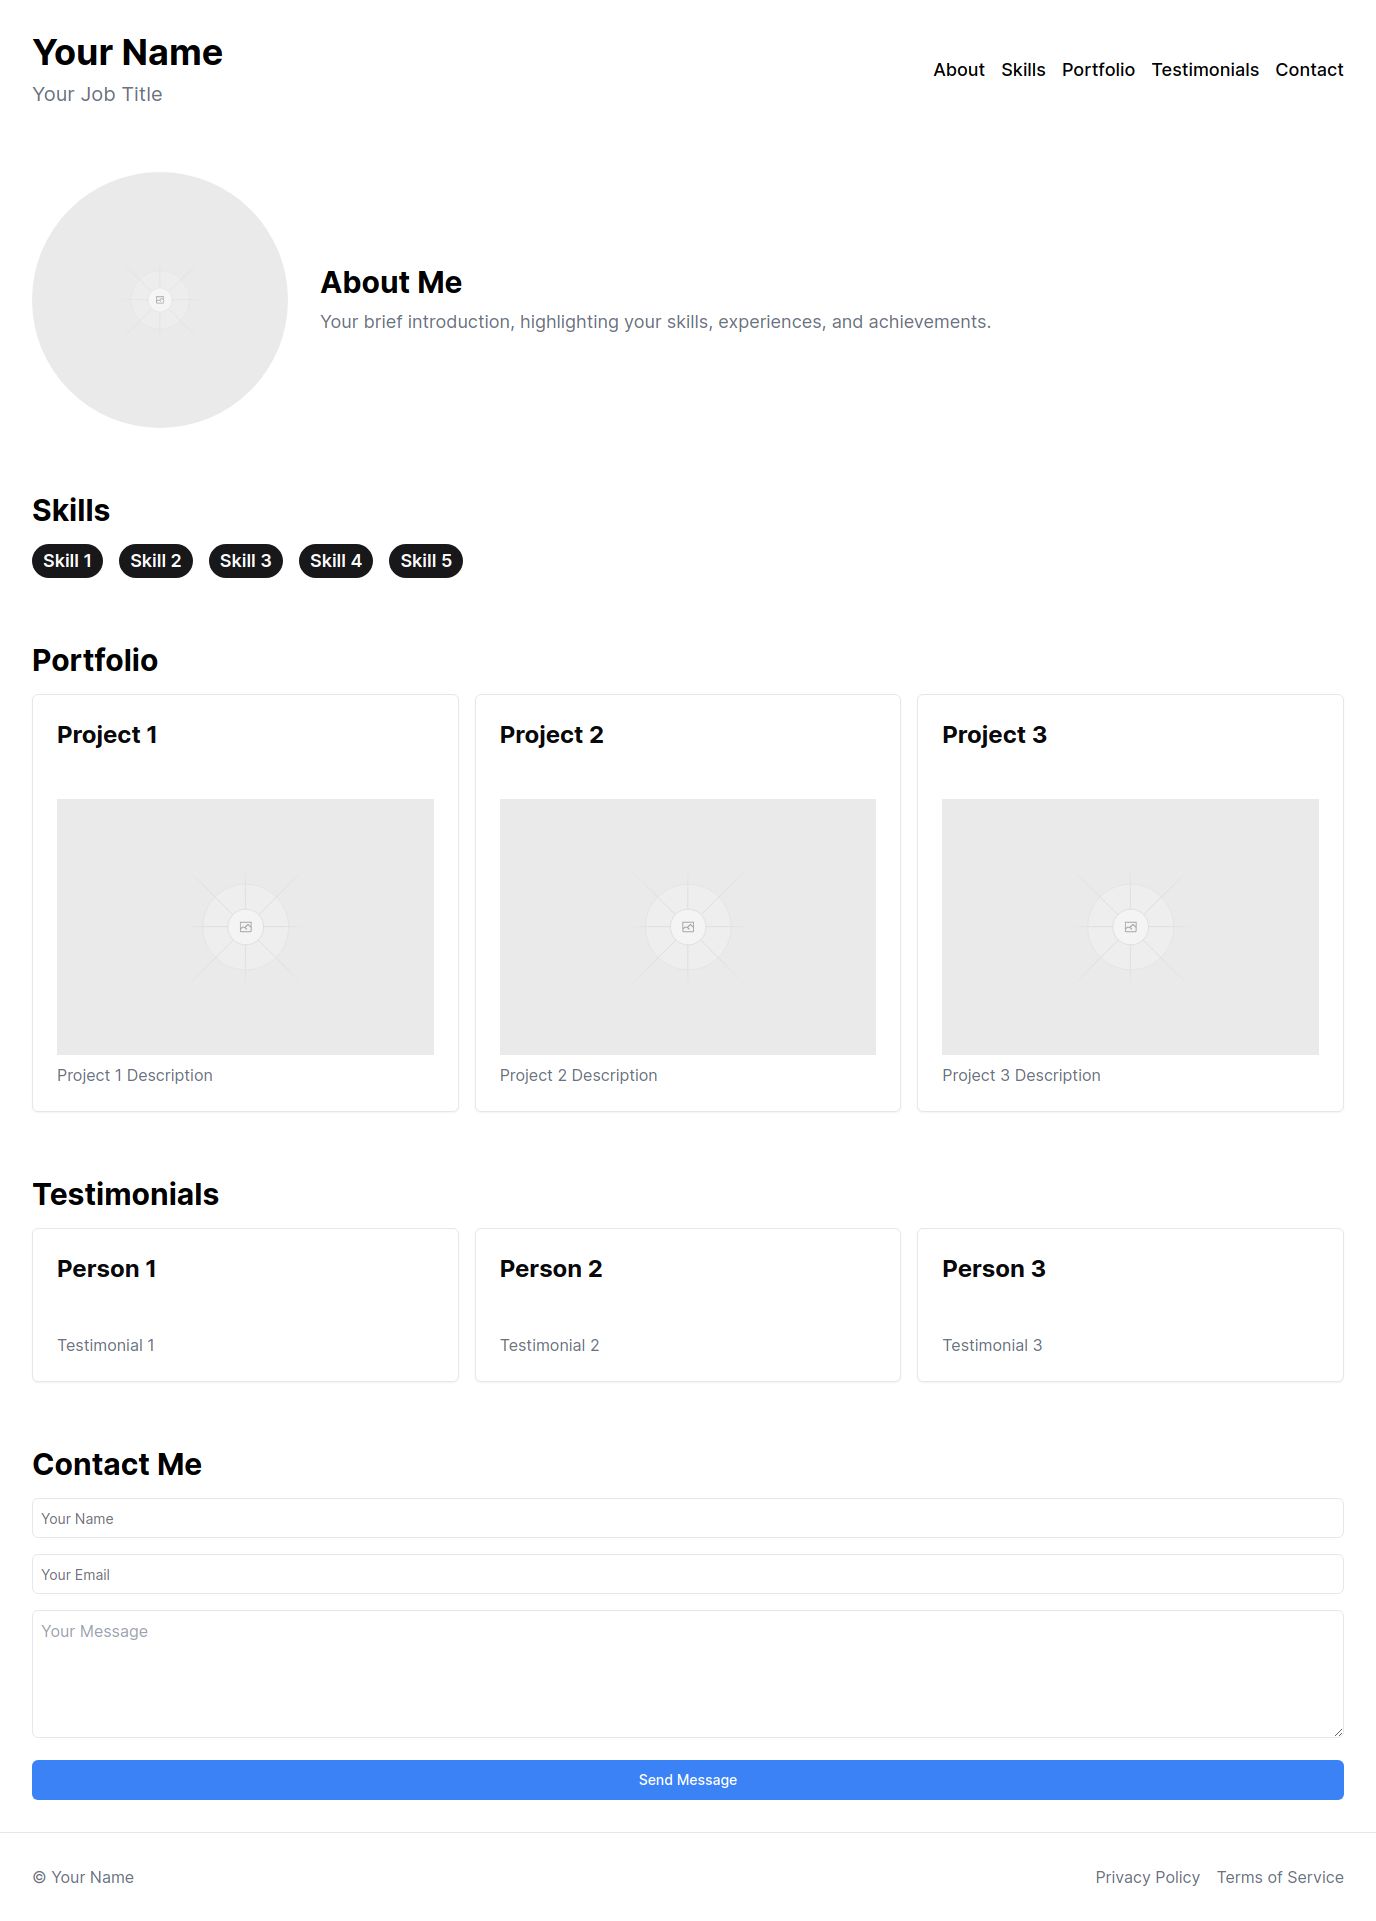 Your Name
Your Job Title
About Skills Portfolio Testimonials Contact
About Me
Your brief introduction, highlighting your skills, experiences, and achievements.
Skills
Skill 1 Skill 2 Skill 3 Skill 4 Skill 5
Portfolio
Project 1
Project 1 Description
Project 2
Project 2 Description
Project 3
Project 3 Description
Testimonials
Person 1
Testimonial 1
Person 2
Testimonial 2
Person 3
Testimonial 3
Contact Me
Your Name
Your Email
Your Message
Send Message
© Your Name
Privacy Policy Terms of Service